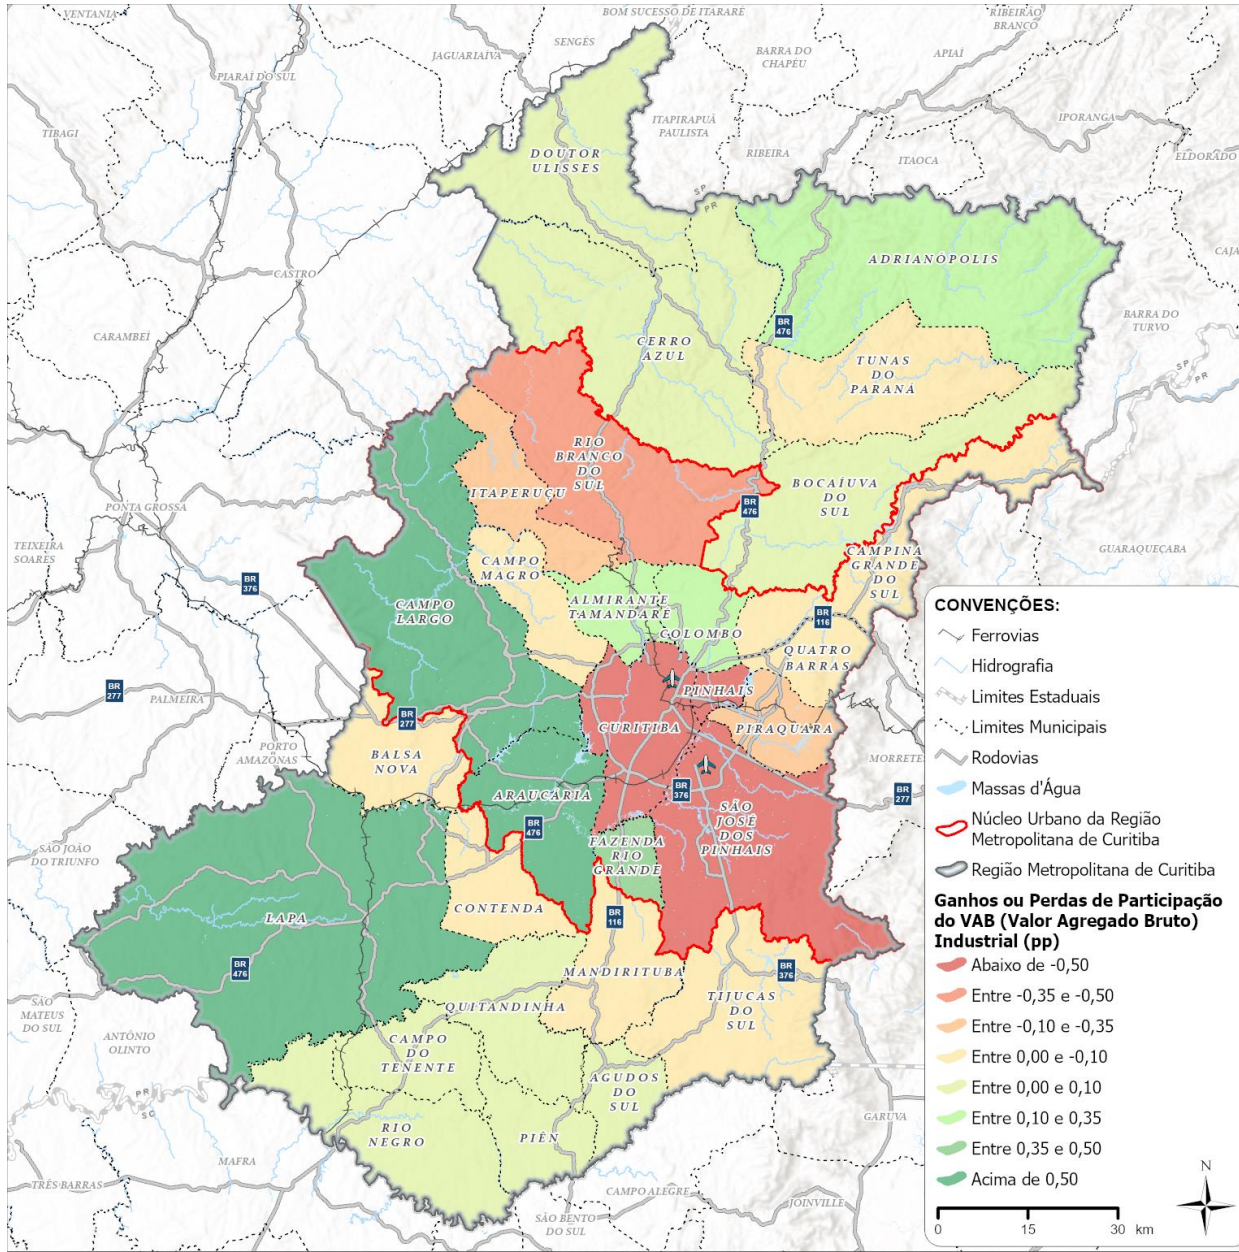 VENTANIA
BOM SUCESSO DE ITARARÉ
RIBEIRÃO
BRANCO
SENGÉS
JAGUARIAÍVA
BARRA DO
CHAPÉU
APIAÍ
PIARAÍ DO SUL
TIBAGI
ITAPIRAPUÃ
PAULISTA
IPORANGA
RIBEIRA
ITAOCA
ELDORADO
DOUTOR
ULISSES
SP
PR
CASTRO
ADRIANÓPOLIS
CAJA
BARRA DO
TURVO
CARAMBEÍ
BR
476
CERRO
AZUL
TUNAS
DO
PARANÁ
SP
PR
RIO
BRANCO
DO
SUL
ITAPERUÇU
BOCAIÚVA
DO
SUL
BR
476
PONTA GROSSA
TEIXEIRA
SOARES
BR
376
CAMPO
MAGRO
CAMPINA
GRANDE
DO
SUL
GUARAQUEÇABA
CAMPO
LARGO
ALMIRANTE
TAMANDARÉ
COLOMBO
BR
116
QUATRO
BARRAS
BR
277
PALMEIRA
PINHAIS
BR
277
CURITIBA
PIRAQUARA
PORTO
AMAZÔNAS
BALSA
NOVA
MORRETES
ARAUCÁRIA
BR
376
BR
277
SÃO
JOSÉ
DOS
PINHAIS
BR
476
SÃO JOÃO
DO TRIUNFO
FAZENDA
RIO
GRANDE
LAPA
CONTENDA
BR
116
BR
476
MANDIRITUBA
BR
376
SÃO
MATEUS
DO SUL
QUITANDINHA
TIJUCAS
DO
SUL
ANTÔNIO
OLINTO
CAMPO
DO
TENENTE
PR
SC
AGUDOS
DO
SUL
GARUVA
RIO
NEGRO
PIÊN
MAFRA
TRÊS BARRAS
CAMPO ALEGRE
JOINVILLE
SÃO BENTO
DO SUL
CONVENÇÕES:
Ferrovias
Hidrografia
Limites Estaduais
Limites Municipais
Rodovias
Massas d'Água
Núcleo Urbano da Região
Metropolitana de Curitiba
Região Metropolitana de Curitiba
Ganhos ou Perdas de Participação
do VAB (Valor Agregado Bruto)
Industrial (pp)
Abaixo de -0,50
Entre -0,35 e -0,50
Entre -0,10 e -0,35
Entre 0,00 e -0,10
Entre 0,00 e 0,10
Entre 0,10 e 0,35
Entre 0,35 e 0,50
Acima de 0,50
N
0 15 30 km